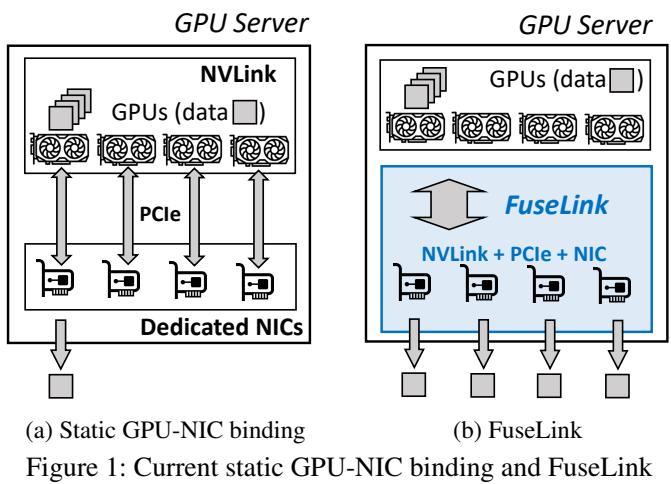 GPU Server
NVLink
GPUs (data )
PCIe
Dedicated NICs
(a) Static GPU-NIC binding
GPU Server
GPUs (data )
FuseLink
NVLink + PCIe + NIC
(b) FuseLink
Figure 1: Current static GPU-NIC binding and FuseLink